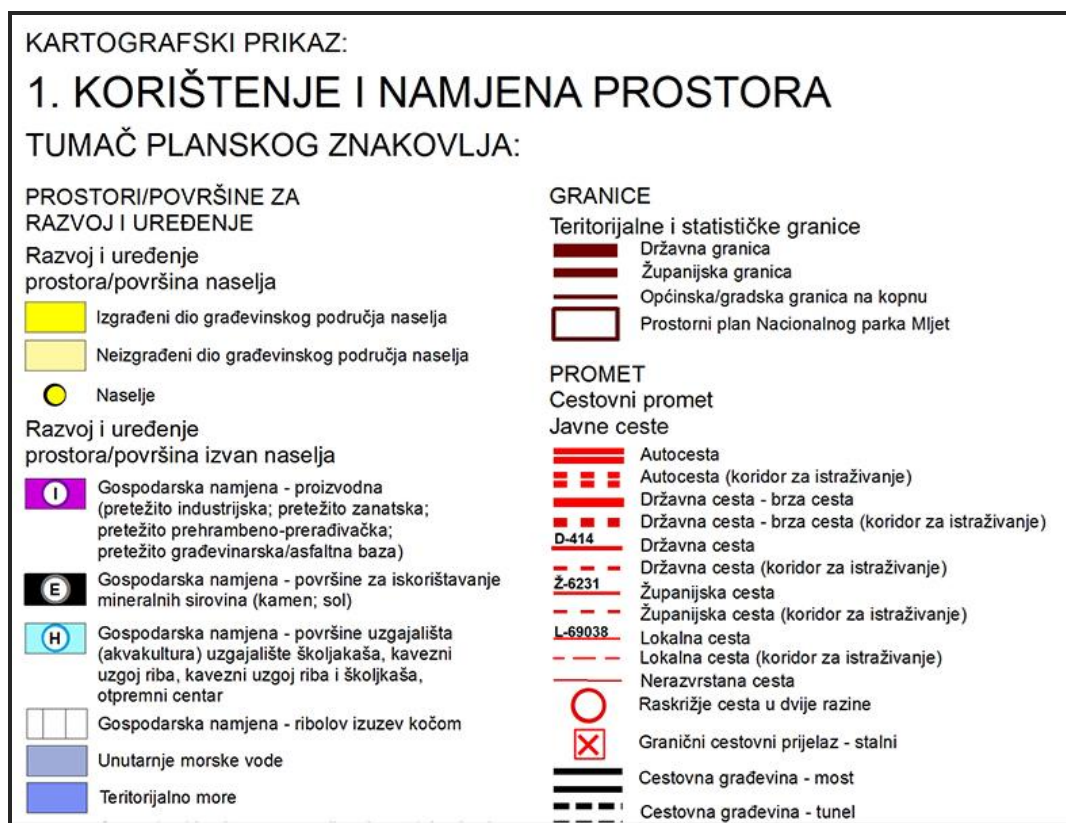 KARTOGRAFSKI PRIKAZ:
1. KORIŠTENJE I NAMJENA PROSTORA
TUMAČ PLANSKOG ZNAKOVLJA:
PROSTORI/POVRŠINE ZA
RAZVOJ I UREĐENJE
Razvoj i uređenje
prostora/površina naselja
Izgrađeni dio građevinskog područja naselja
Neizgrađeni dio građevinskog područja naselja
Naselje
Razvoj i uređenje
prostora/površina izvan naselja
I
Gospodarska namjena - proizvodna
(pretežito industrijska; pretežito zanatska;
pretežito prehrambeno-prerađivačka;
pretežito građevinarska/asfaltna baza)
E
Gospodarska namjena - površine za iskorištavanje
mineralnih sirovina (kamen; sol)
H
Gospodarska namjena - površine uzgajališta
(akvakultura) uzgajalište školjakaša, kavezni
uzgoj riba, kavezni uzgoj riba i školjkaša,
otpremni centar
Gospodarska namjena - ribolov izuzev kočom
Unutarnje morske vode
Teritorijalno more
GRANICE
Teritorijalne i statističke granice
Državna granica
Županijska granica
Općinska/gradska granica na kopnu
Prostorni plan Nacionalnog parka Mljet
PROMET
Cestovni promet
Javne ceste
Autocesta
Autocesta (koridor za istraživanje)
Državna cesta - brza cesta
Državna cesta - brza cesta (koridor za istraživanje)
D-414
Državna cesta
Državna cesta (koridor za istraživanje)
Ž-6231
Županijska cesta
Županijska cesta (koridor za istraživanje)
L-69038
Lokalna cesta
Lokalna cesta (koridor za istraživanje)
Nerazvrstana cesta
Raskrižje cesta u dvije razine
Granični cestovni prijelaz - stalni
Cestovna građevina - most
Cestovna građevina - tunel